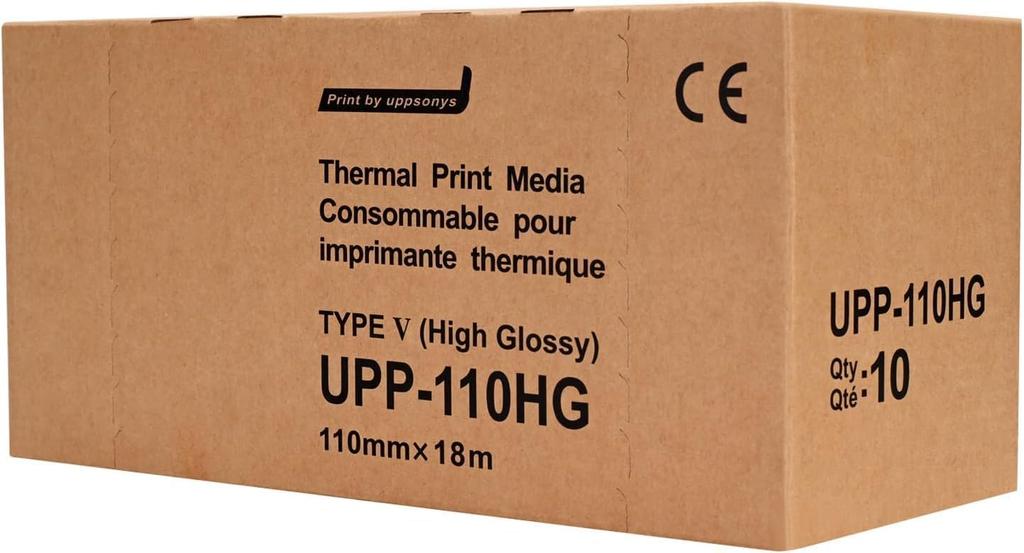 Print by uppsonys
CE
Thermal Print Media
Consommable pour
imprimante thermique
TYPE V (High Glossy)
UPP-110HG
110mm×18m
UPP-110HG
Qty
Qté:10